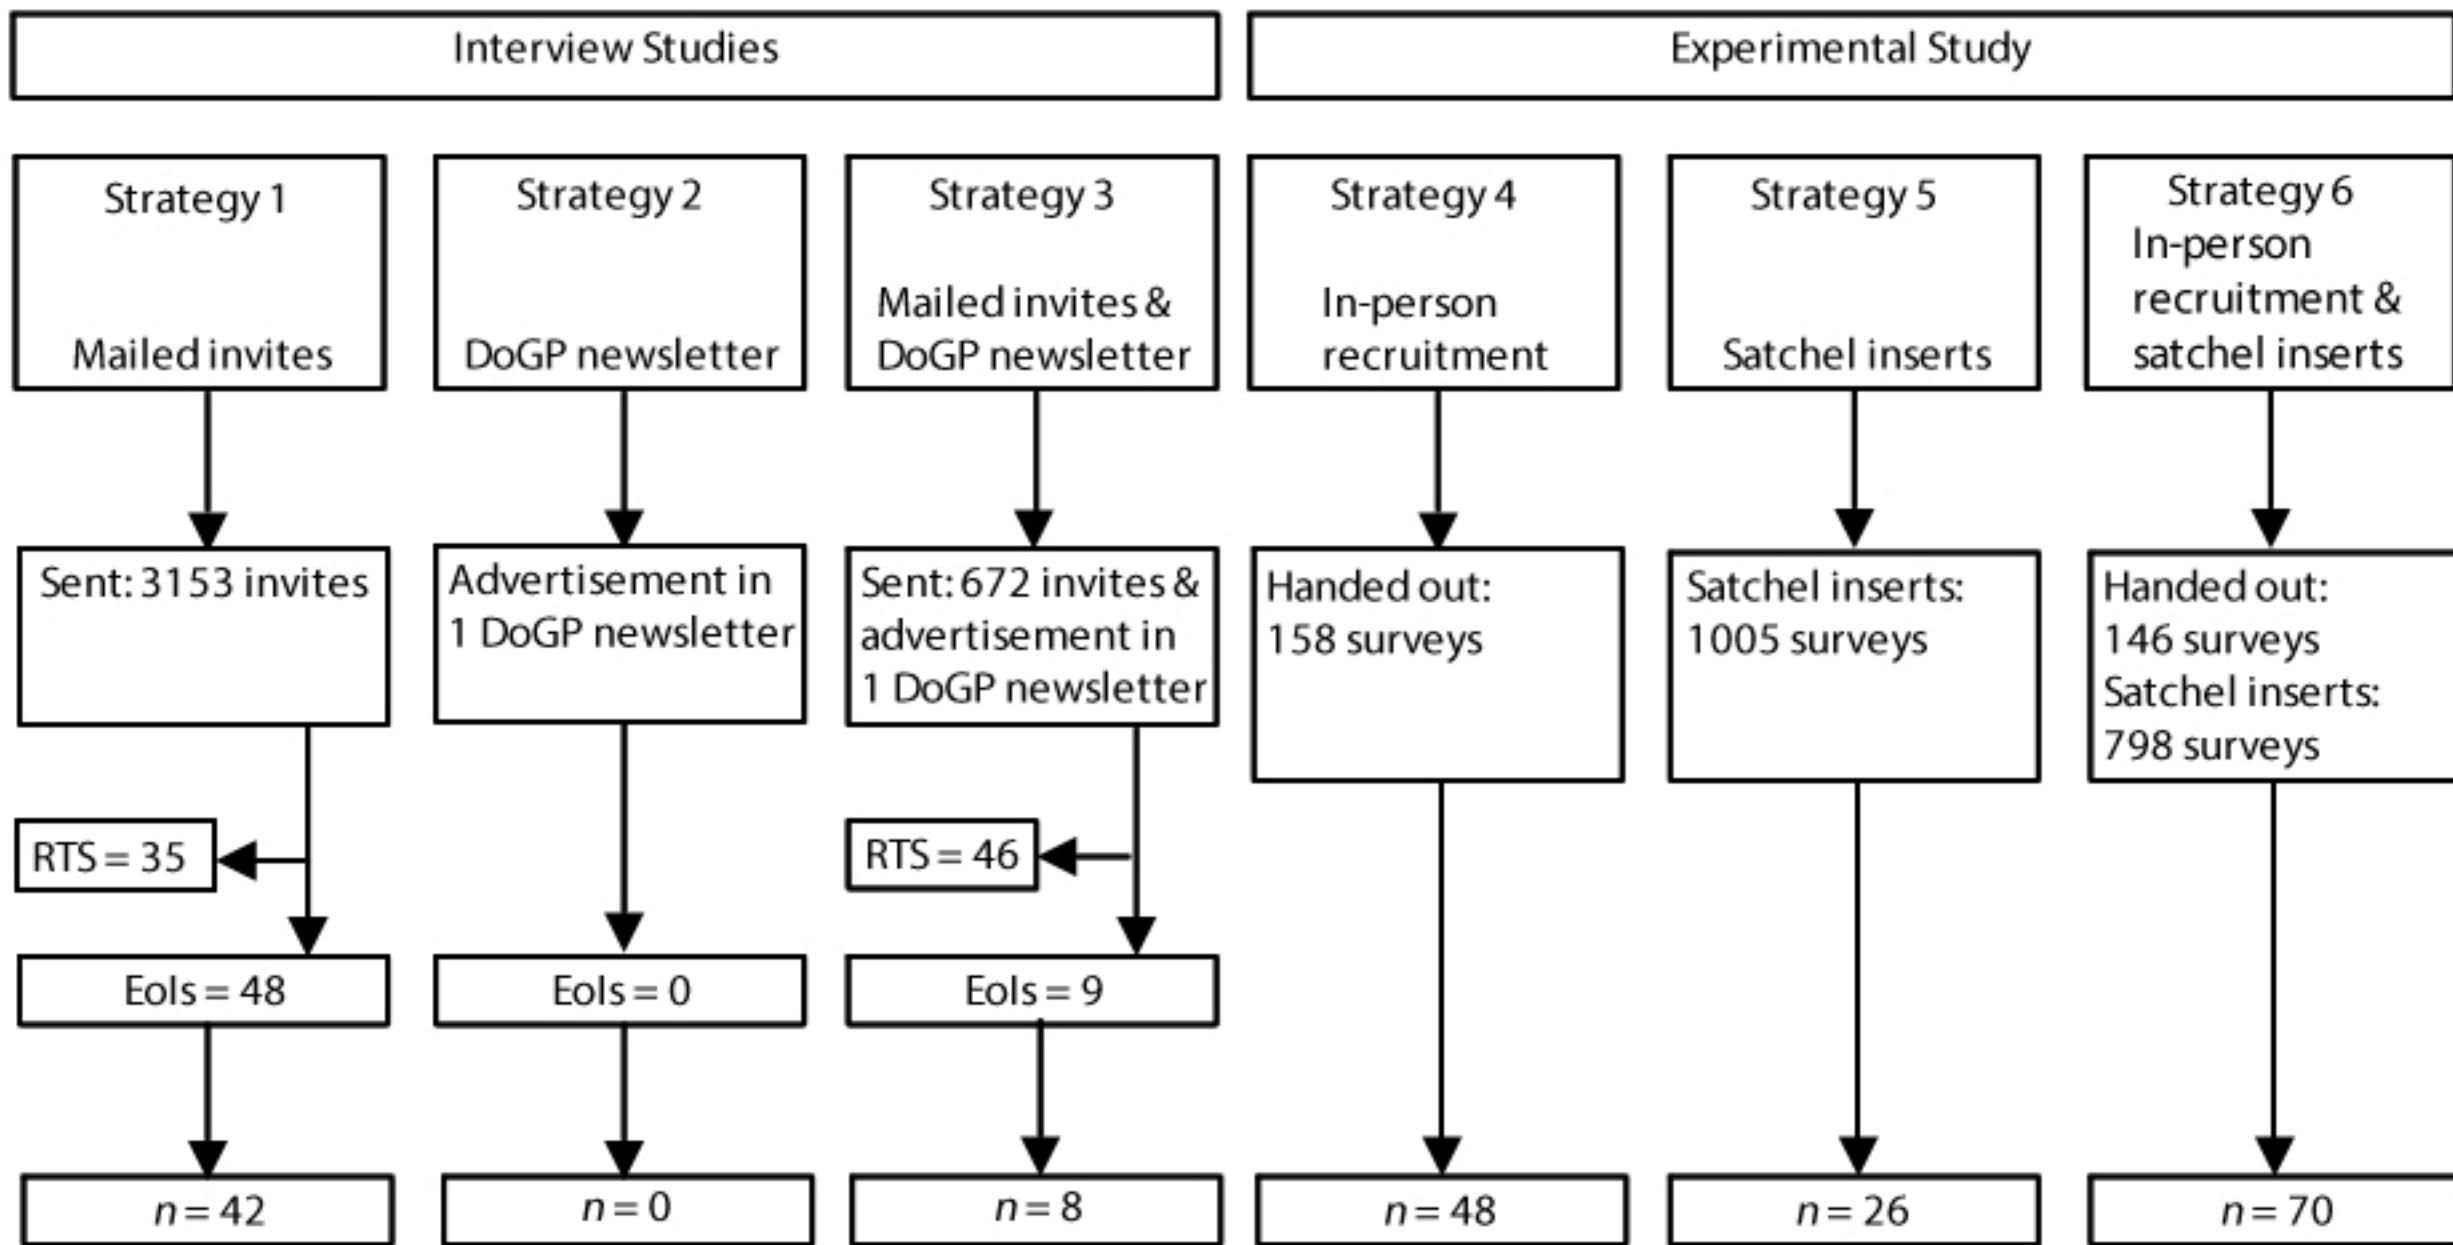 Interview Studies
Experimental Study
Strategy 1
Mailed invites
Strategy 2
DoGP newsletter
Strategy 3
Mailed invites &
DoGP newsletter
Strategy 4
In-person
recruitment
Strategy 5
Satchel inserts
Strategy 6
In-person
recruitment &
satchel inserts
Sent: 3153 invites
Advertisement in
1 DoGP newsletter
Sent: 672 invites &
advertisement in
1 DoGP newsletter
Handed out:
158 surveys
Satchel inserts:
1005 surveys
Handed out:
146 surveys
Satchel inserts:
798 surveys
RTS = 35
RTS = 46
EoIs = 48
EoIs = 0
EoIs = 9
n = 42
n = 0
n = 8
n = 48
n = 26
n = 70